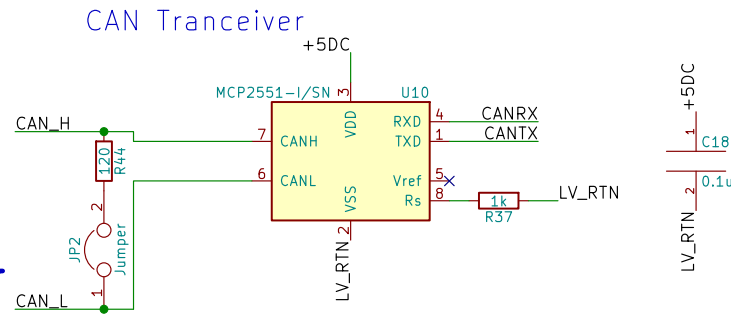 CAN Tranceiver
+5DC
MCP2551-I/SN
U10
3
VDD
+5DC
CAN_H
7
CANH
RXD
4
CANRX
TXD
1
CANTX
1
C18
120
R44
6
CANL
Vref
5
0.1u
2
Rs
8
1k
R37
LV_RTN
VSS
2
LV_RTN
LV_RTN
2
JP2
Jumper
1
CAN_L